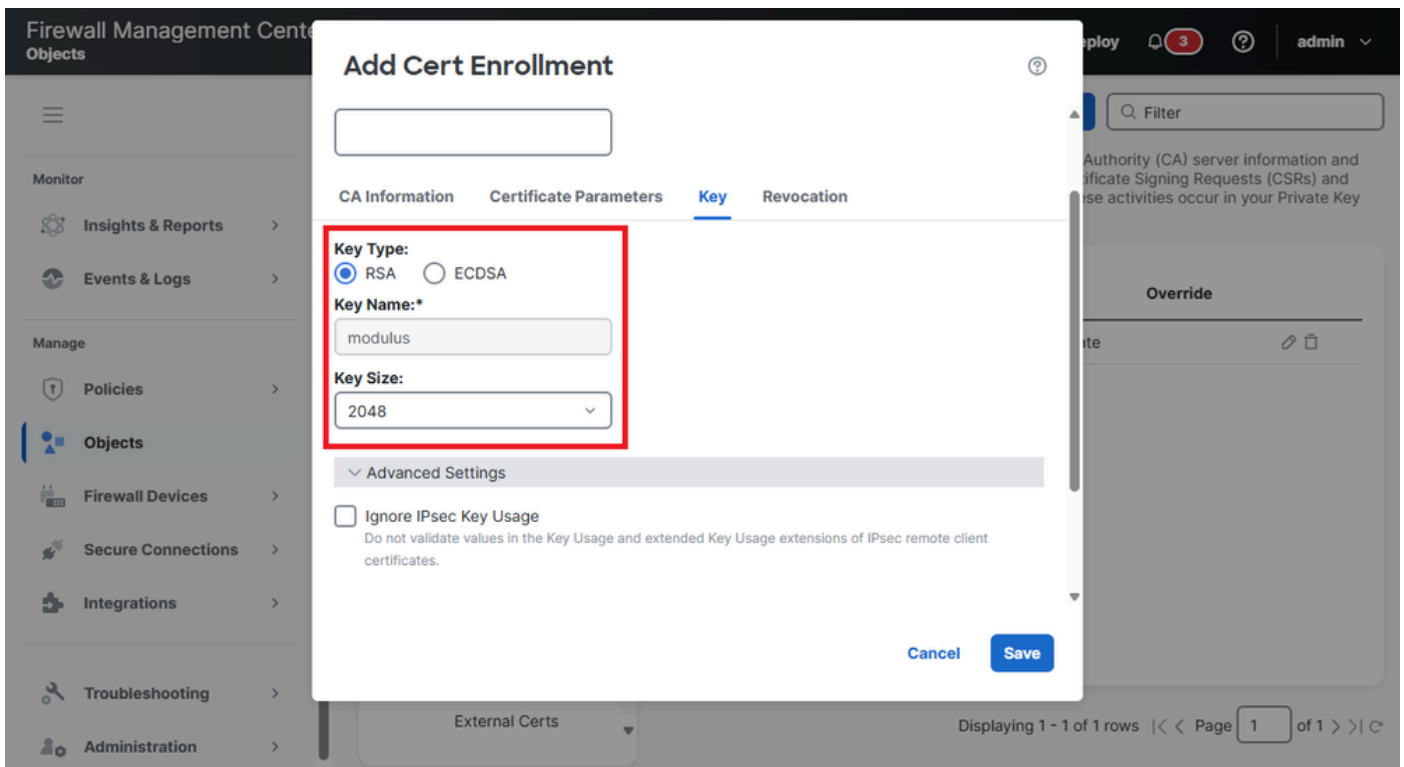 Firewall Management Cente
Objects
eploy
3
admin
Add Cert Enrollment
Filter
Authority (CA) server information and
tificate Signing Requests (CSRs) and
ese activities occur in your Private Key
Monitor
Insights & Reports
Events & Logs
Manage
Policies
Objects
Firewall Devices
Secure Connections
Integrations
Troubleshooting
Administration
CA Information Certificate Parameters Key Revocation
Key Type:
RSA ECDSA
Key Name:*
modulus
Key Size:
2048
Advanced Settings
Ignore IPsec Key Usage
Do not validate values in the Key Usage and extended Key Usage extensions of IPsec remote client
certificates.
Cancel Save
Override
ate
External Certs
Displaying 1 - 1 of 1 rows |< < Page 1 of 1 > >|